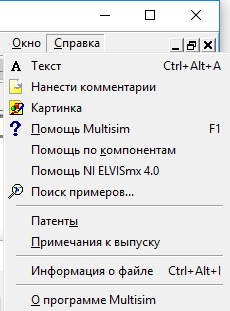 Окно Справка
Текст Ctrl+Alt+A
Нанести комментарии
Картинка
Помощь Multisim F1
Помощь по компонентам
Помощь NI ELVISmx 4.0
Поиск примеров...
Патенты
Примечания к выпуску
Информация о файле Ctrl+Alt+I
О программе Multisim